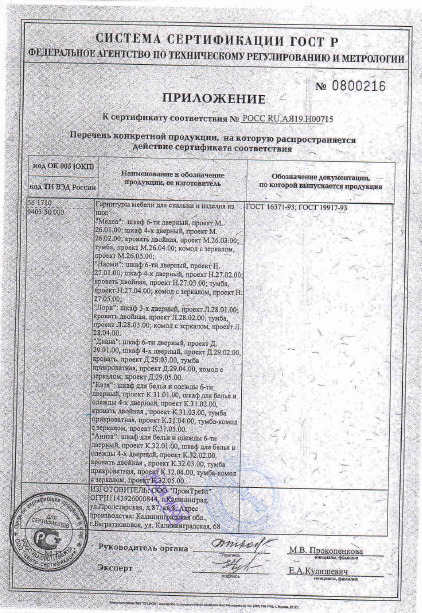 СИСТЕМА СЕРТИФИКАЦИИ ГОСТ Р
ФЕДЕРАЛЬНОЕ АГЕНТСТВО ПО ТЕХНИЧЕСКОМУ РЕГУЛИРОВАНИЮ И МЕТРОЛОГИИ
№ 0800216
ПРИЛОЖЕНИЕ
К сертификату соответствия № РОСС RU.АЯ19.Н00715
Перечень конкретной продукции, на которую распространяется
действие сертификата соответствия
код ОК 005 (ОКП)
код ТН ВЭД России
Наименование и обозначение
продукции, ее изготовитель
Обозначение документации,
по которой выпускается продукция
56 1710
9403 50 000
Гарнитура мебели для спальни и изделия из
них:
ГОСТ 16371-93; ГОСТ 19917-93
"Медея": шкаф 6-ти дверный, проект М.
26.01.00; шкаф 4-х дверный, проект М.
26.02.00; кровать двойная, проект М.26.03.00;
тумба, проект М.26.04.00; комод с зеркалом,
проект М.26.05.00;
"Наоми": шкаф 6-ти дверный, проект Н.
27.01.00; шкаф 4-х дверный, проект Н.27.02.00;
кровать двойная, проект Н.27.03.00; тумба,
проект Н.27.04.00; комод с зеркалом, проект Н.
27.05.00;
"Лора": шкаф 3-х дверный, проект Л.28.01.00;
кровать двойная, проект Л.28.02.00; тумба,
проект Л.28.03.00; комод с зеркалом, проект Л.
28.04.00.
"Диана": шкаф 6-ти дверный, проект Д.
29.01.00, шкаф 4-х дверный, проект Д.29.02.00,
кровать, проект Д.29.03.00, тумба
прикроватная, проект Д.29.04.00, комод с
зеркалом, проект Д.29.05.00
"Катя": шкаф для белья и одежды 6-ти
дверный, проект К.31.01.00, шкаф для белья и
одежды 4-х дверный, проект К.31.02.00,
кровать двойная , проект К.31.03.00, тумба
прикроватная, проект К.31.04.00, тумба-комод
с зеркалом, проект К.31.05.00.
"Анита": шкаф для белья и одежды 6-ти
дверный, проект К.32.01.00, шкаф для белья и
одежды 4-х дверный, проект К.32.02.00,
кровать двойная , проект К.32.03.00, тумба
прикроватная, проект К.32.04.00, тумба-комод
с зеркалом, проект К.32.05.00
ИЗГОТОВИТЕЛЬ: ООО "ПромТрейд"
г.Калининград,
ул.Пролетарская, д.87, Адрес
производства: Калининградская обл.,
г.Багратионовск, ул. Калининградская, 68
ДЛЯ
СЕРТИФИКАТОВ
Руководитель органа
подпись
М.В. Прокопенкова
инициалы, фамилия
Эксперт
подпись
Е.А.Кулишевич
инициалы, фамилия